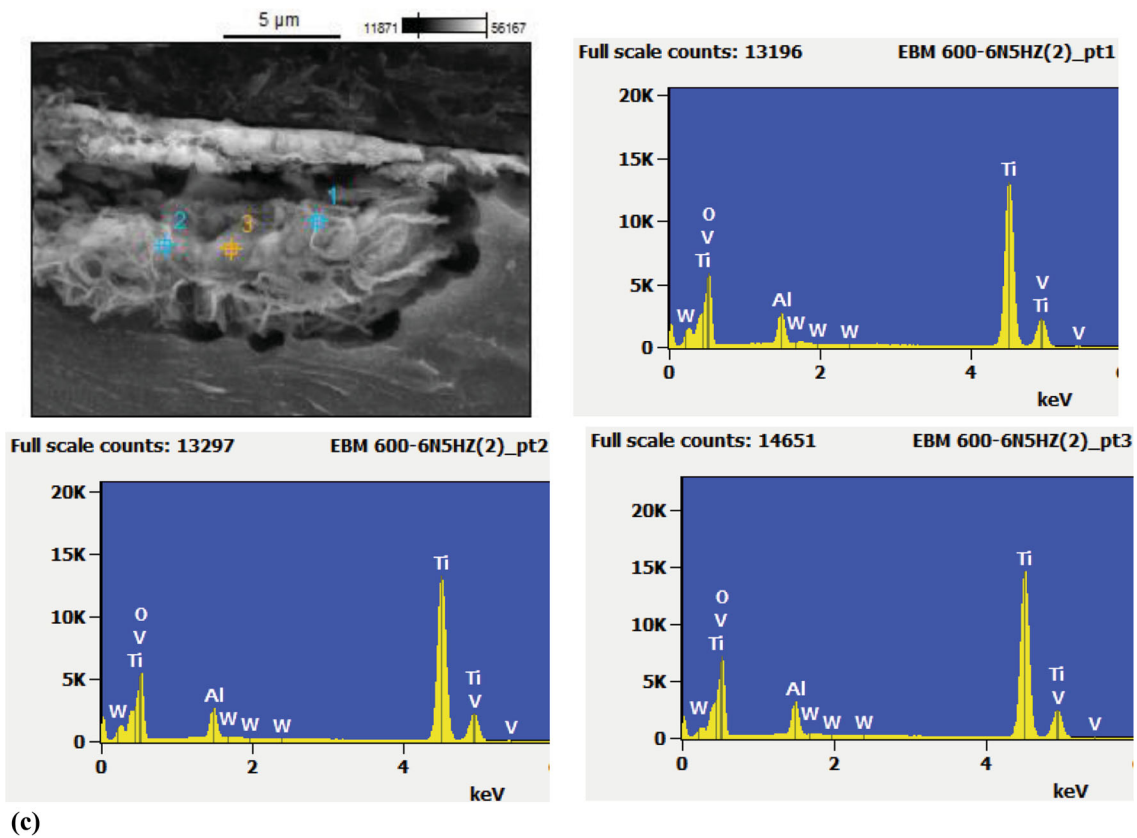 5 µm
11871 56167
1
2
3
Full scale counts: 13196 EBM 600-6N5HZ(2)_pt1
20K
15K
Ti
10K
O
V
V
Ti
Ti
5K
Al
W
W
W
W
V
0
0 2 4 6
keV
Full scale counts: 13297 EBM 600-6N5HZ(2)_pt2
20K
15K
Ti
10K
O
V
Ti
Ti
V
5K
Al
W
W
W
W
V
0
0 2 4
keV
Full scale counts: 14651 EBM 600-6N5HZ(2)_pt3
20K
15K
Ti
10K
O
V
Ti
Ti
V
5K
Al
W
W
W
W
V
0
0 2 4
keV
(c)